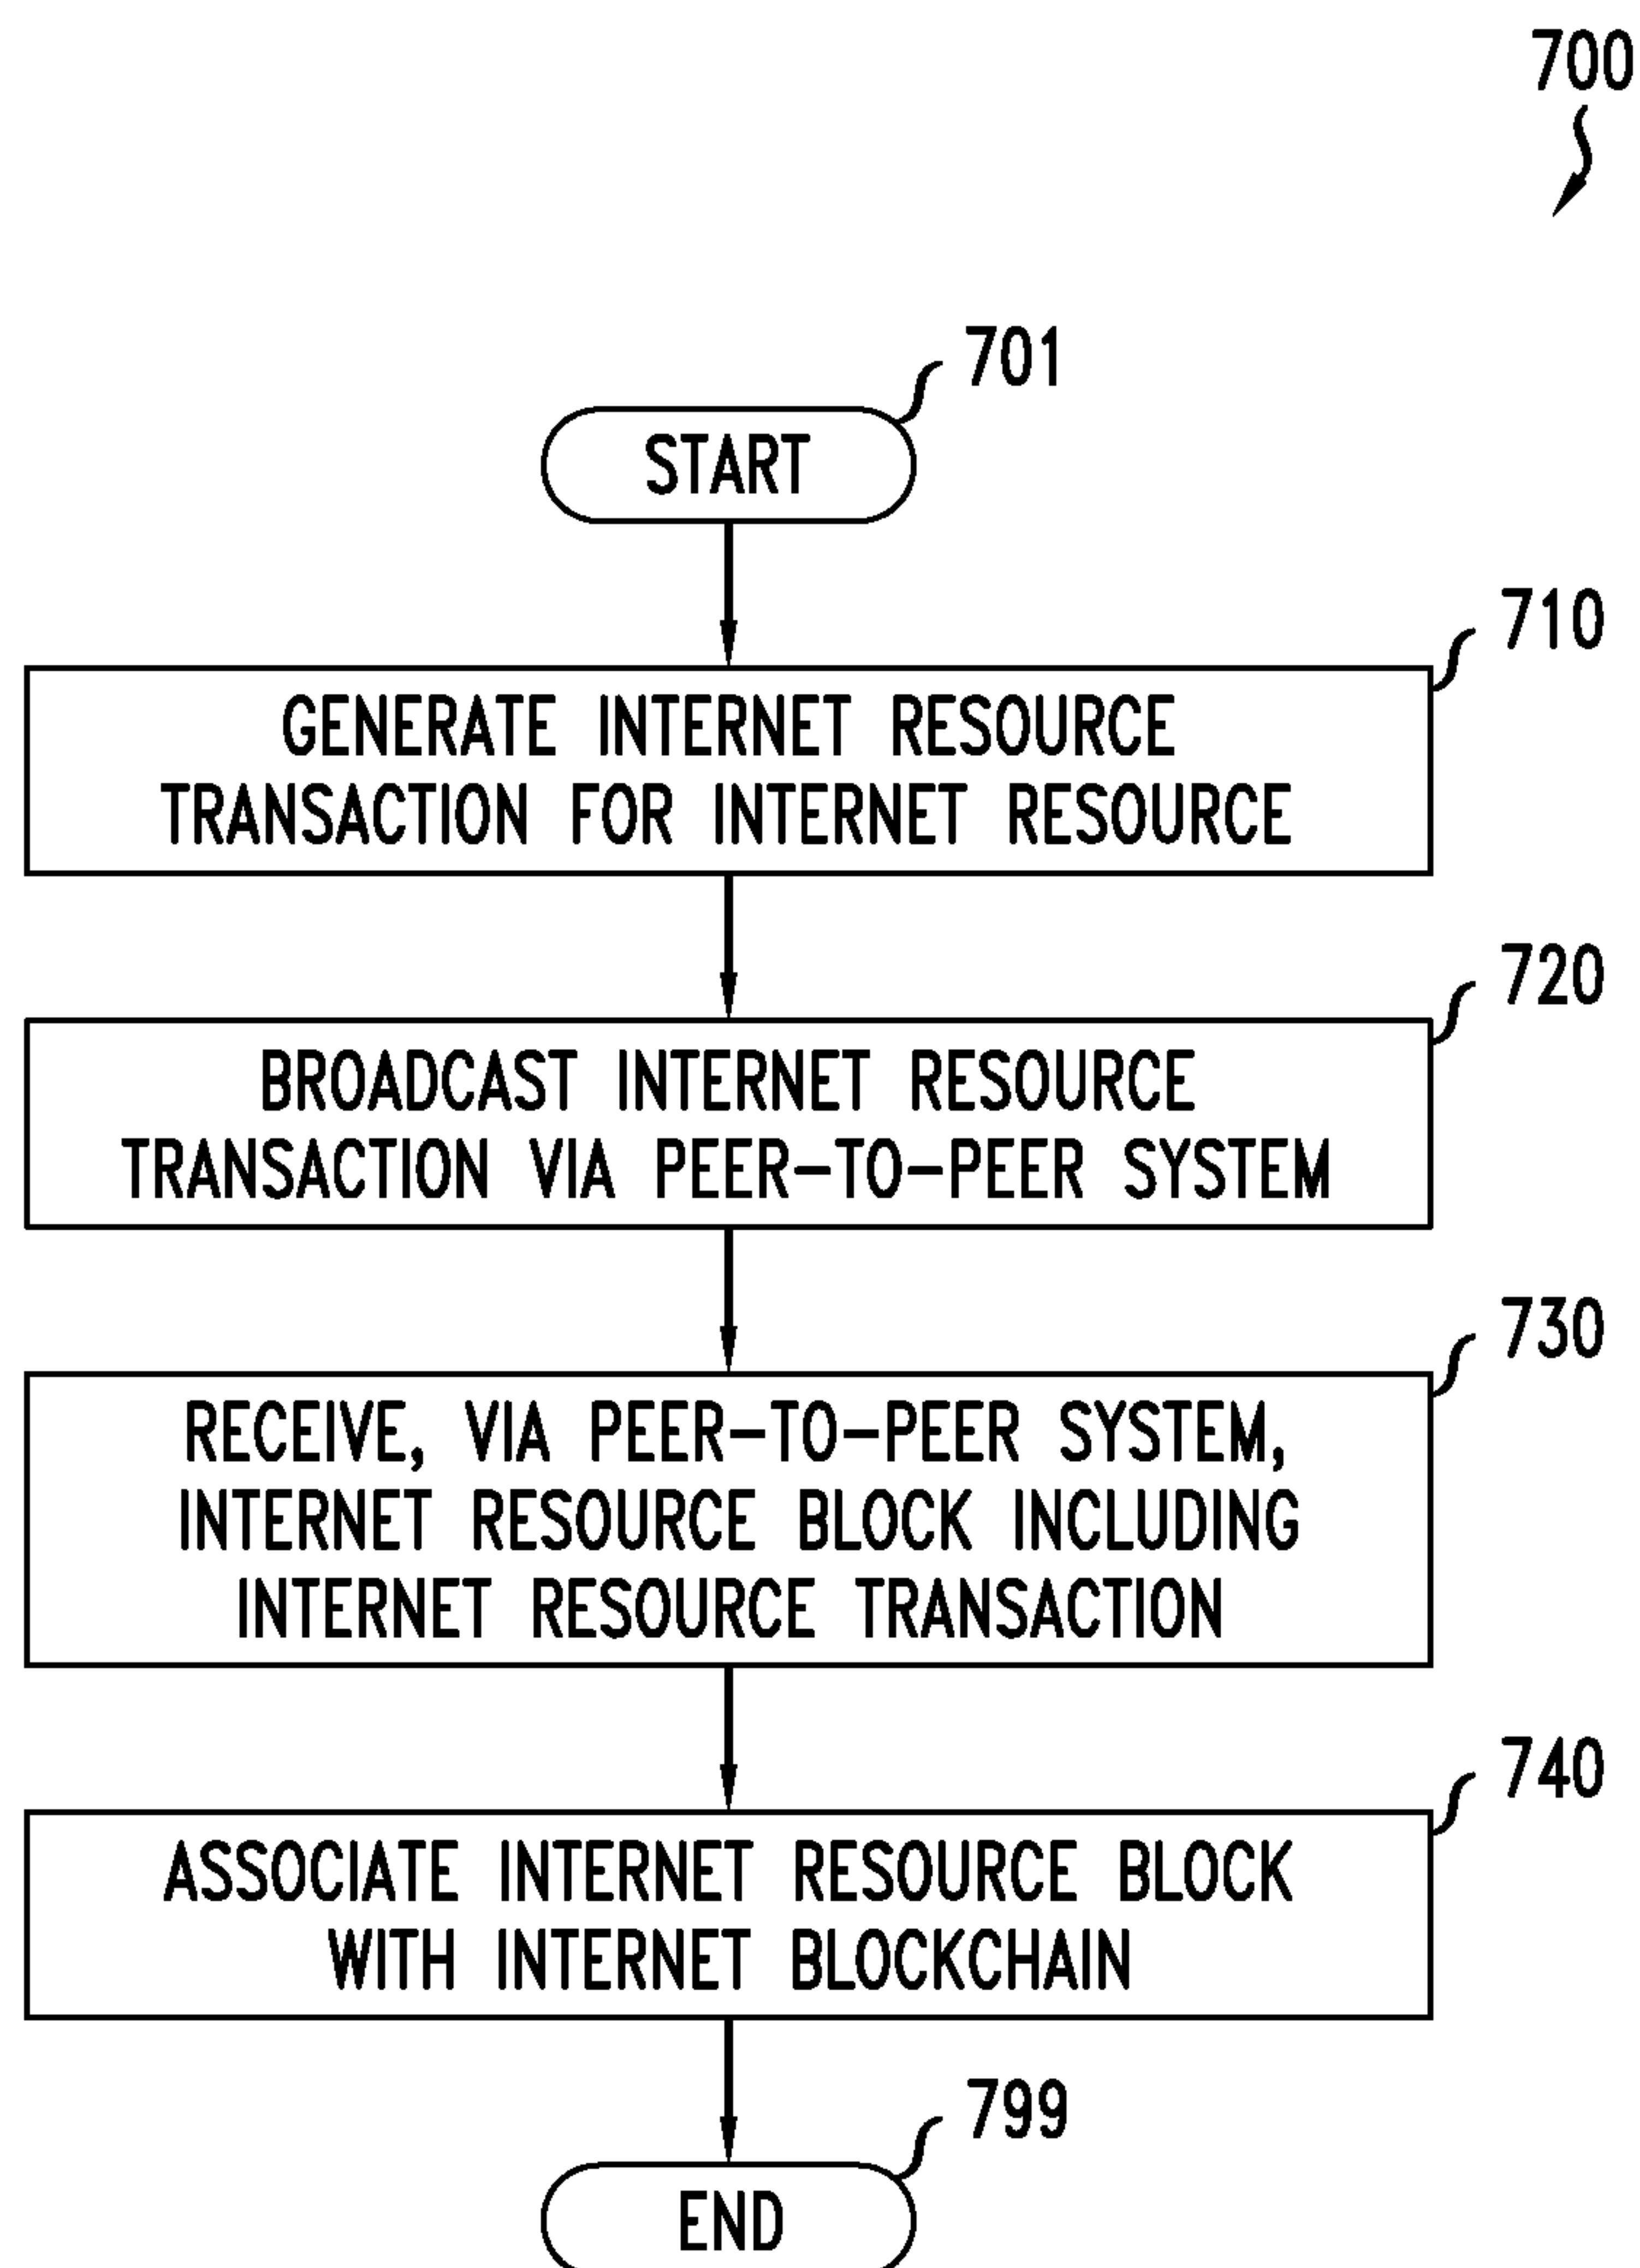 700
701
START
710
GENERATE INTERNET RESOURCE
TRANSACTION FOR INTERNET RESOURCE
720
BROADCAST INTERNET RESOURCE
TRANSACTION VIA PEER-TO-PEER SYSTEM
730
RECEIVE, VIA PEER-TO-PEER SYSTEM,
INTERNET RESOURCE BLOCK INCLUDING
INTERNET RESOURCE TRANSACTION
740
ASSOCIATE INTERNET RESOURCE BLOCK
WITH INTERNET BLOCKCHAIN
799
END